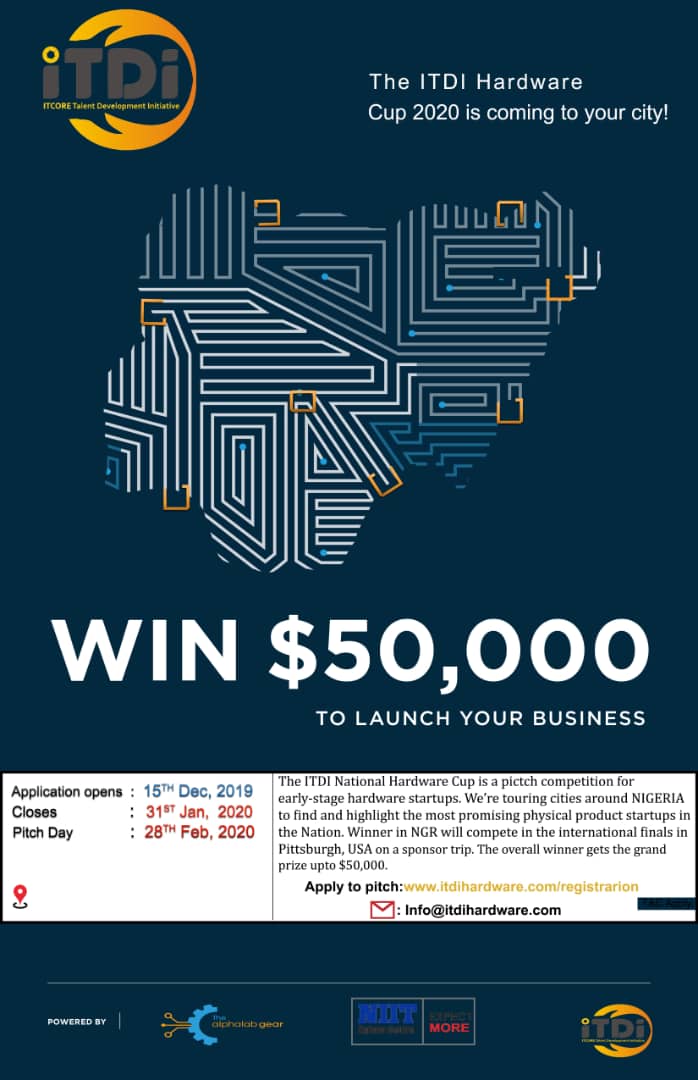 iTDi
ITCORE Talent Development Initiative
The ITDI Hardware
Cup 2020 is coming to your city!
WIN $50,000
TO LAUNCH YOUR BUSINESS
Application opens : 15TH Dec, 2019
Closes : 31ST Jan, 2020
Pitch Day : 28TH Feb, 2020
The ITDI National Hardware Cup is a pictch competition for
early-stage hardware startups. We're touring cities around NIGERIA
to find and highlight the most promising physical product startups in
the Nation. Winner in NGR will compete in the international finals in
Pittsburgh, USA on a sponsor trip. The overall winner gets the grand
prize upto $50,000.
Apply to pitch:www.itdihardware.com/registrarion
: Info@itdihardware.com
Apply
POWERED BY
The
alphalab gear
NIIT
EXPECT
MORE
iTDi
ITCORE Talent Development Initiative